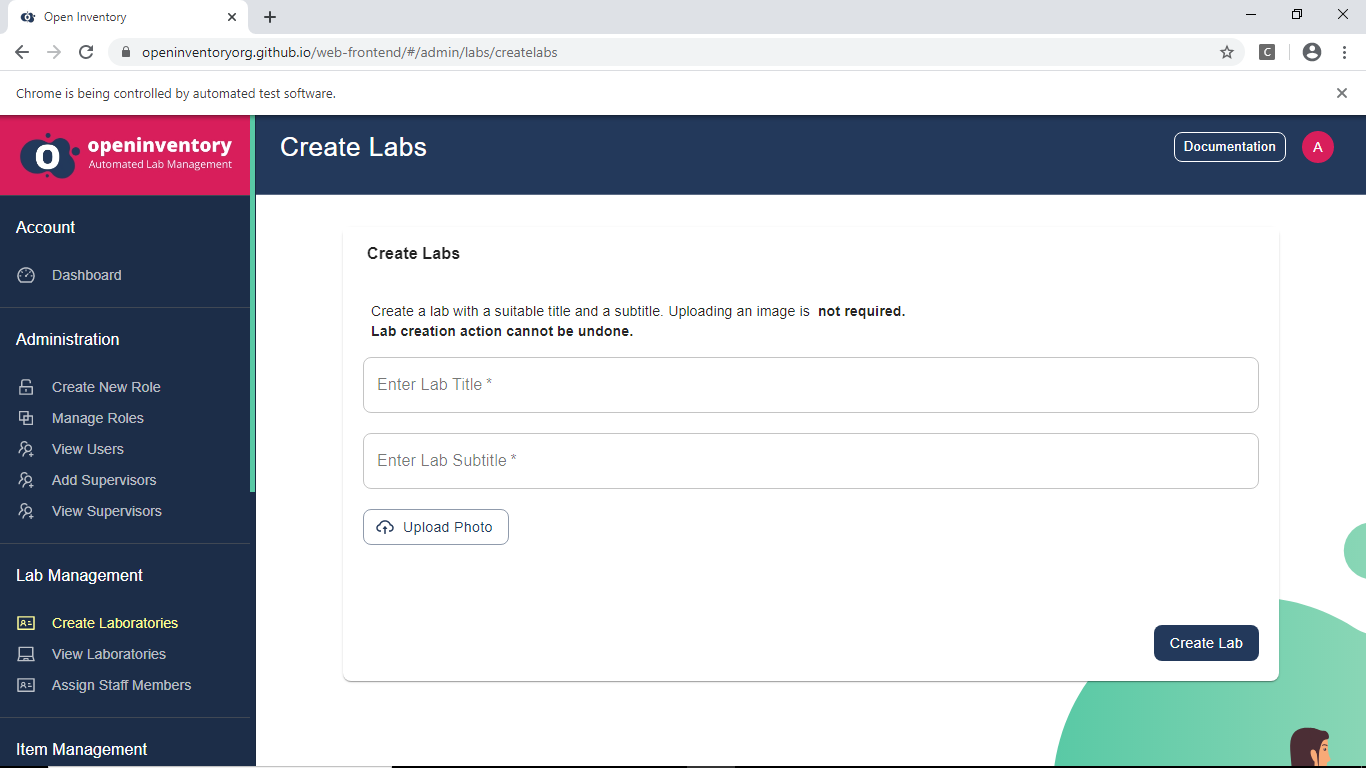 Open Inventory
openinventoryorg.github.io/web-frontend/#/admin/labs/createlabs
C
Chrome is being controlled by automated test software.
openinventory
Automated Lab Management
Create Labs
Documentation
A
Account
Dashboard
Administration
Create New Role
Manage Roles
View Users
Add Supervisors
View Supervisors
Lab Management
Create Laboratories
View Laboratories
Assign Staff Members
Item Management
Create Labs
Create a lab with a suitable title and a subtitle. Uploading an image is not required.
Lab creation action cannot be undone.
Enter Lab Title *
Enter Lab Subtitle *
Upload Photo
Create Lab